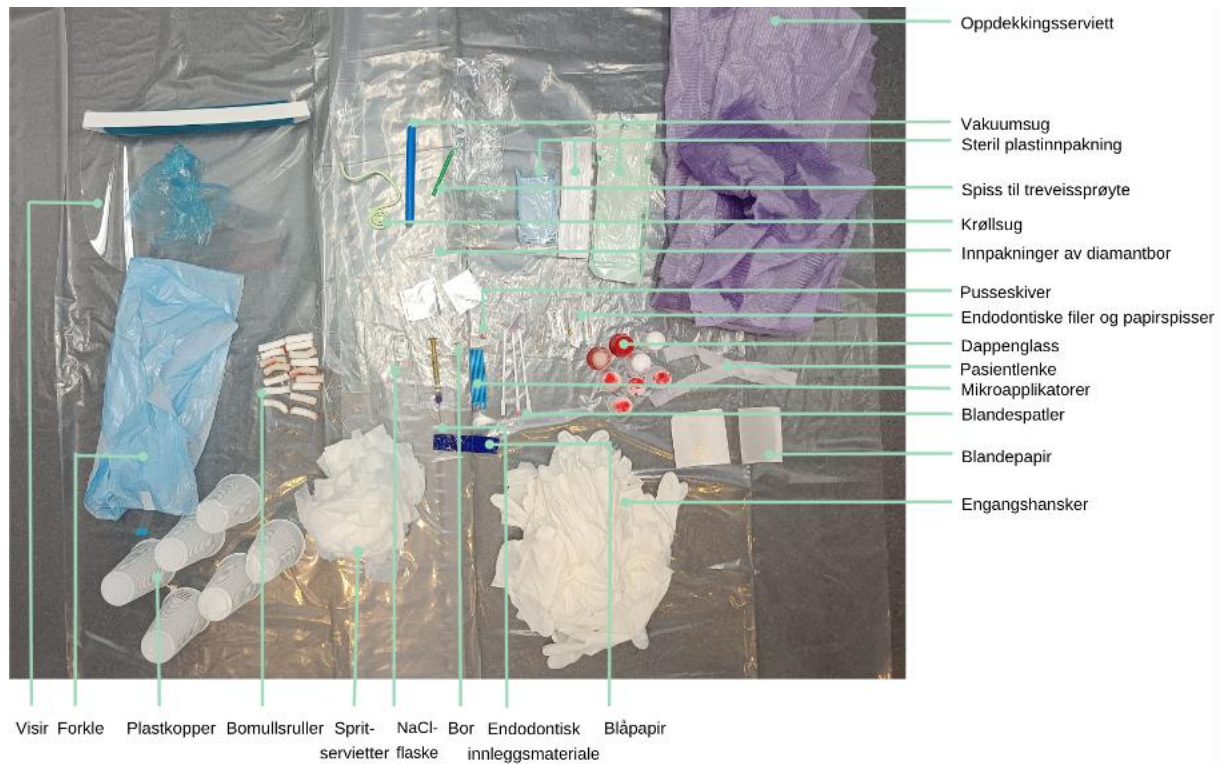 Oppdekkingsserviett
Vakuumsug
Steril plastinnpakning
Spiss til treveissprøyte
Krøllsug
Innpakninger av diamantbor
Pusseskiver
Endodontiske filer og papirspisser
Dappenglass
Pasientlenke
Mikroapplikatorer
Blandespatler
Blandepapir
Engangshansker
Visir Forkle Plastkopper Bomullsruller Sprit- NaCl- Bor Endodontisk Blåpapir
servietter flaske innleggsmateriale